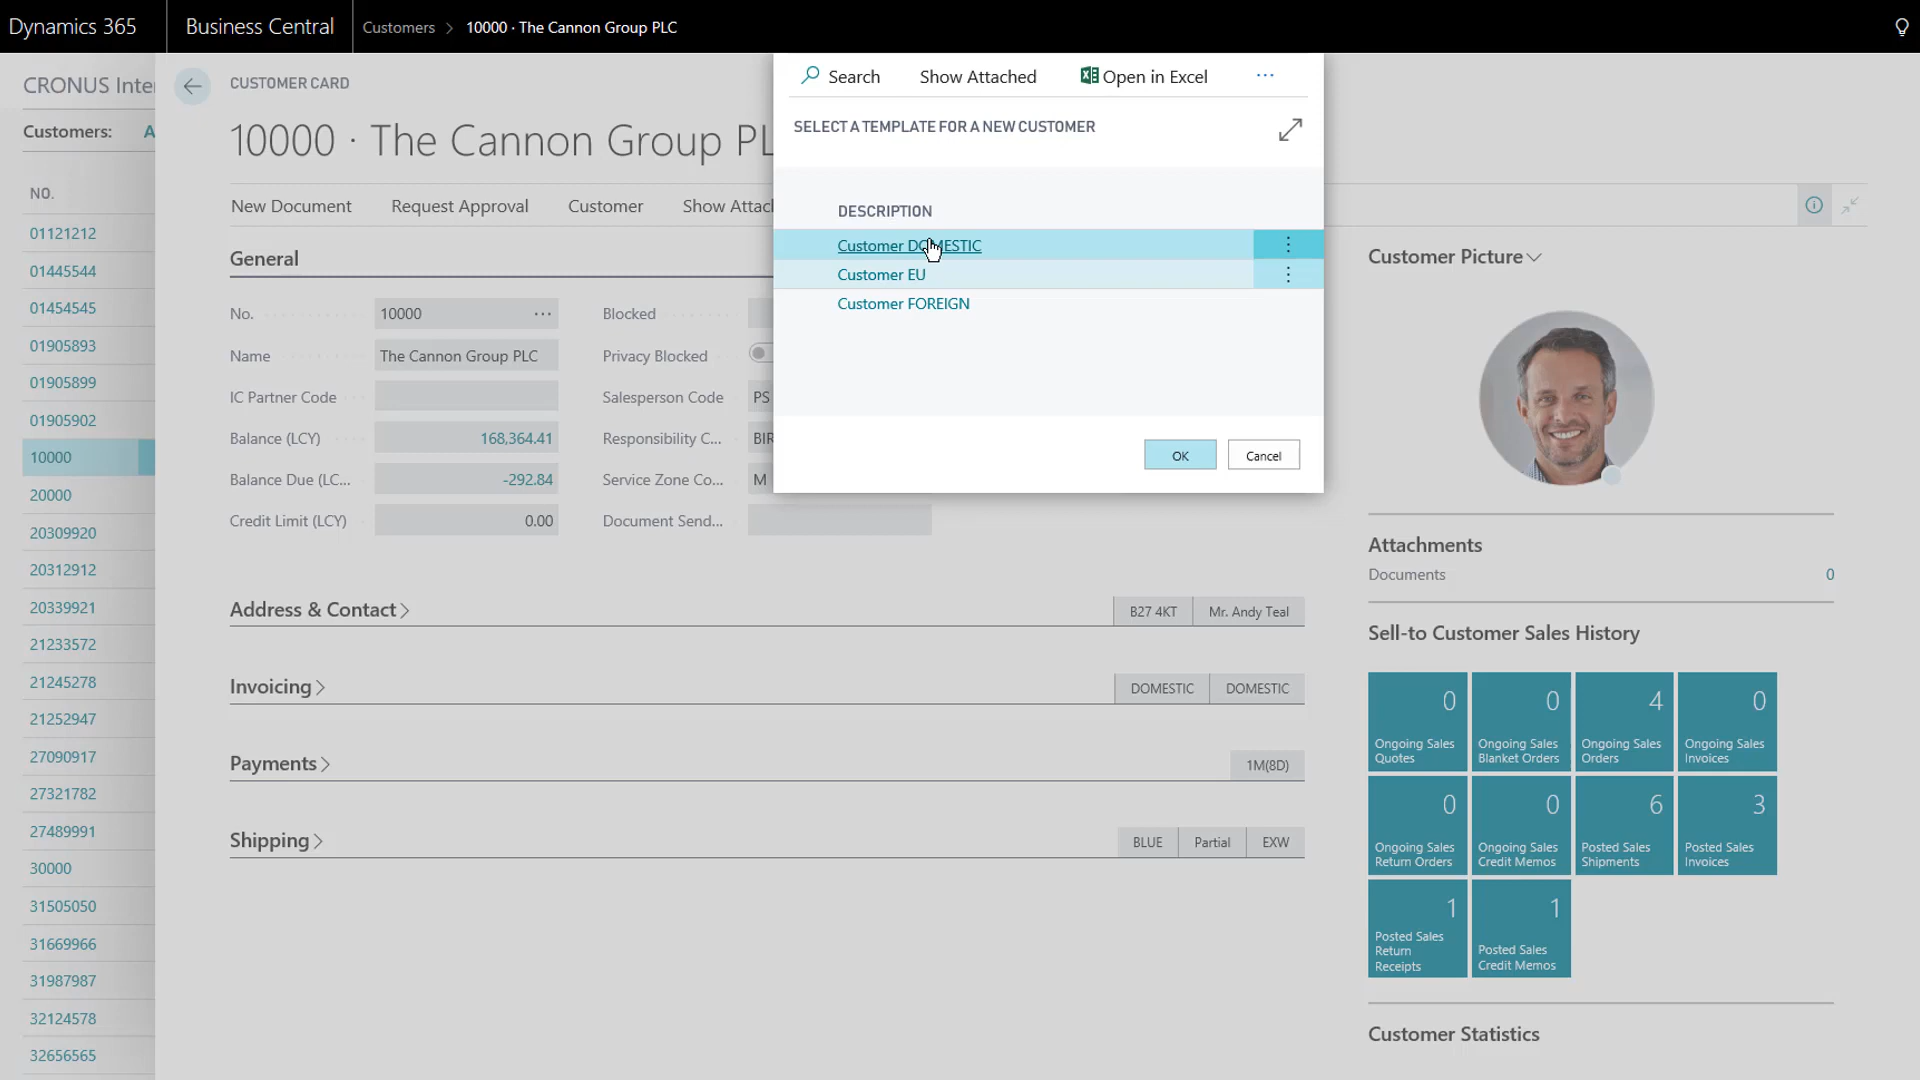 Dynamics 365
Business Central
Customers > 10000 · The Cannon Group PLC
CRONUS Inter
Customers:
NO.
01121212
01445544
01454545
01905893
01905899
01905902
10000
20000
20309920
20312912
20339921
21233572
21245278
21252947
27090917
27321782
27489991
30000
31505050
31669966
31987987
32124578
32656565
CUSTOMER CARD
10000 · The Cannon Group PL
New Document
Request Approval
Customer
Show Attac
General
No.
10000
Name
The Cannon Group PLC
IC Partner Code
Balance (LCY)
168,364.41
Balance Due (LC...
-292.84
Credit Limit (LCY)
0.00
Blocked
Privacy Blocked
Salesperson Code
PS
Responsibility C...
BIR
Service Zone Co...
M
Document Send...
Address & Contact >
B27 4KT
Mr. Andy Teal
Invoicing >
DOMESTIC
DOMESTIC
Payments >
1M(8D)
Shipping >
BLUE
Partial
EXW
Search
Show Attached
Open in Excel
SELECT A TEMPLATE FOR A NEW CUSTOMER
DESCRIPTION
Customer DOMESTIC
Customer EU
Customer FOREIGN
OK
Cancel
Customer Picture
Attachments
Documents
0
Sell-to Customer Sales History
0
Ongoing Sales
Quotes
0
Ongoing Sales
Blanket Orders
4
Ongoing Sales
Orders
0
Ongoing Sales
Invoices
0
Ongoing Sales
Return Orders
0
Ongoing Sales
Credit Memos
6
Posted Sales
Shipments
3
Posted Sales
Invoices
1
Posted Sales
Return
Receipts
1
Posted Sales
Credit Memos
Customer Statistics